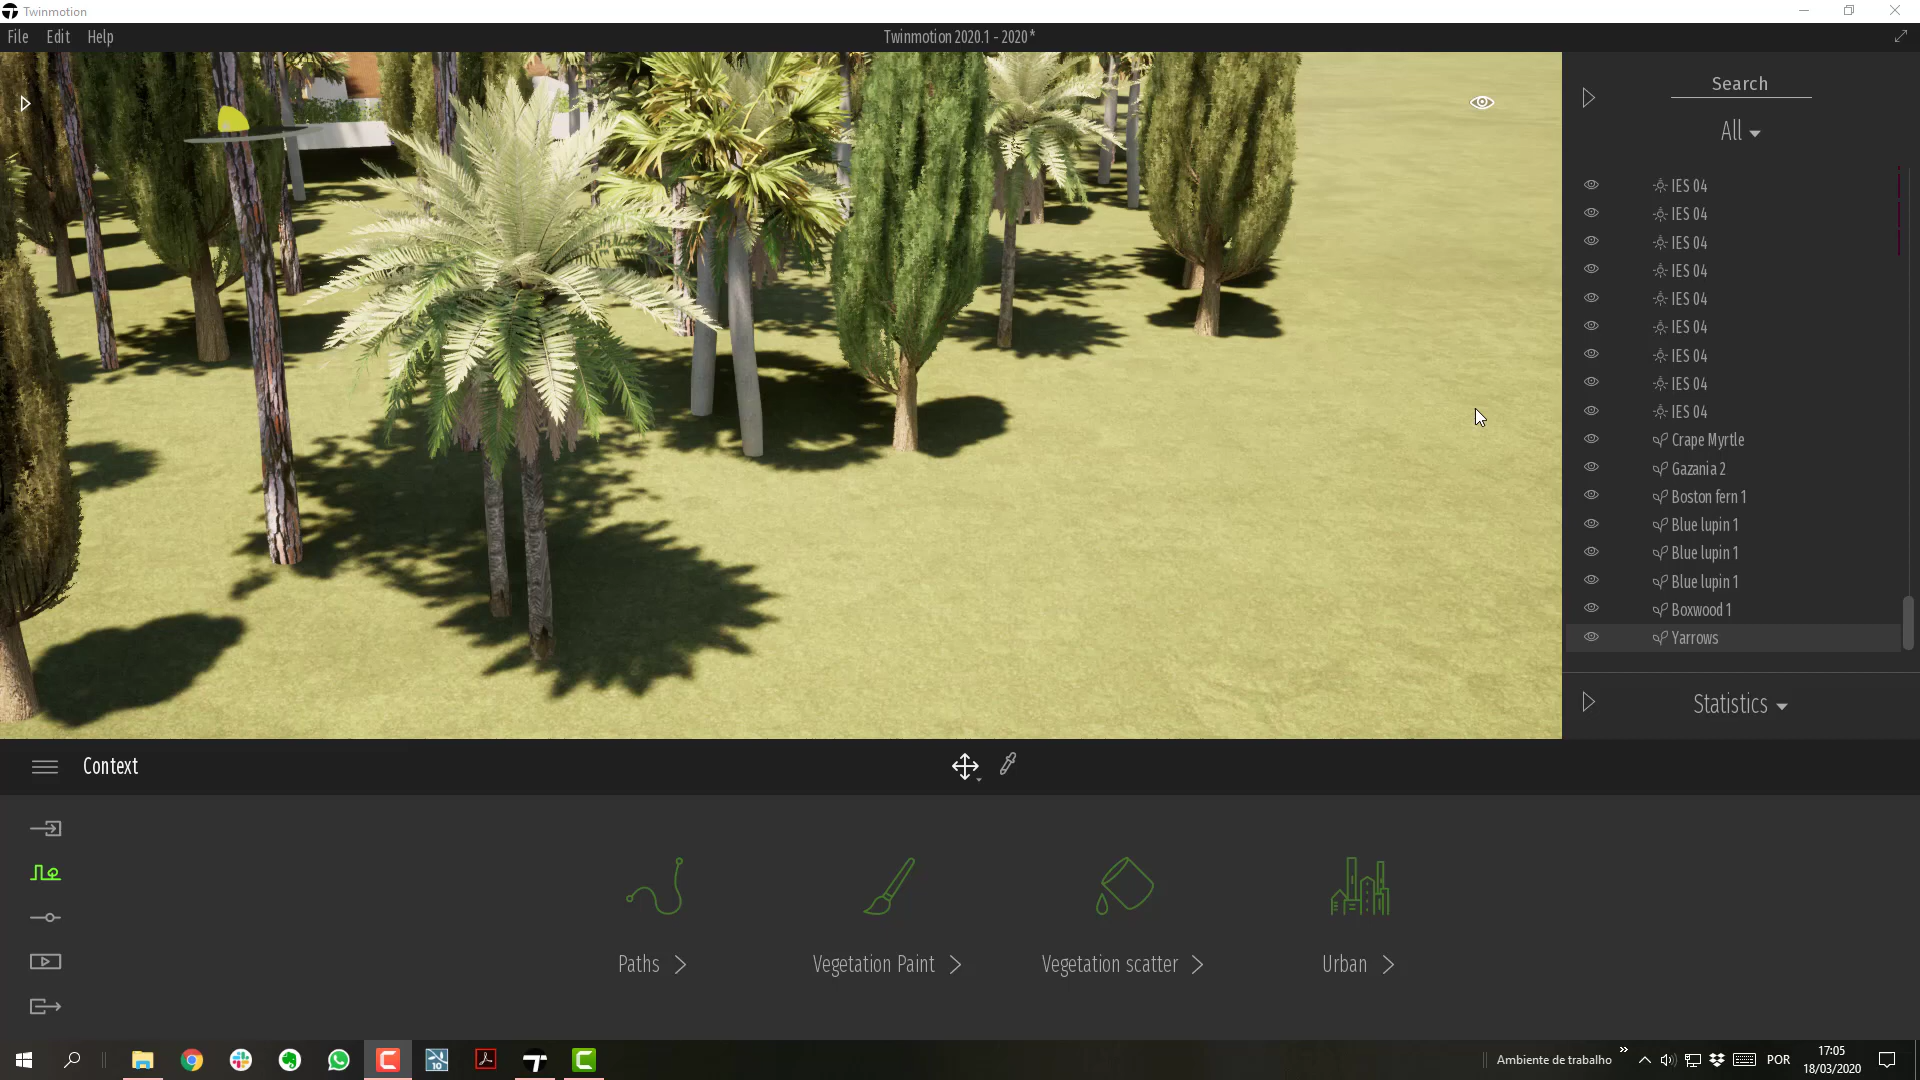 Twinmotion
File Edit Help
Twinmotion 2020.1 - 2020*
Search
All
IES 04
IES 04
IES 04
IES 04
IES 04
IES 04
IES 04
IES 04
IES 04
Crape Myrtle
Gazania 2
Boston fern 1
Blue lupin 1
Blue lupin 1
Blue lupin 1
Boxwood 1
Yarrows
Statistics
Context
Paths
Vegetation Paint
Vegetation scatter
Urban
10
Ambiente de trabalho
POR
17:05
18/03/2020